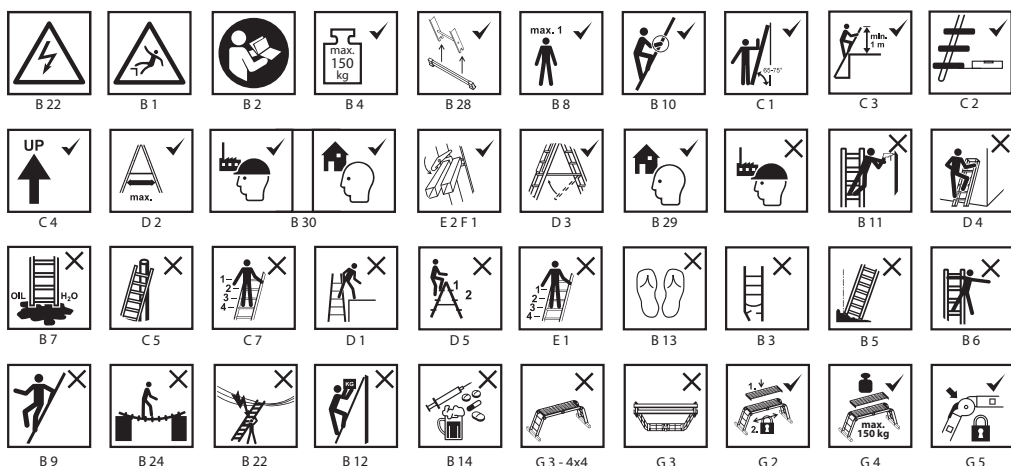 max. 150 kg
max. 1
65-75°
min. 1 m
B 22 B 1 B 2 B 4 B 28 B 8 B 10 C 1 C 3 C 2
UP
max.
C 4 D 2 B 30 E 2 F 1 D 3 B 29 B 11 D 4
OIL H₂O
1 2 3 4
1 2
1 2 3 4
B 7 C 5 C 7 D 1 D 5 E 1 B 13 B 3 B 5 B 6
KG
1.
2.
max. 150 kg
B 9 B 24 B 22 B 12 B 14 G 3 - 4x4 G 3 G 2 G 4 G 5